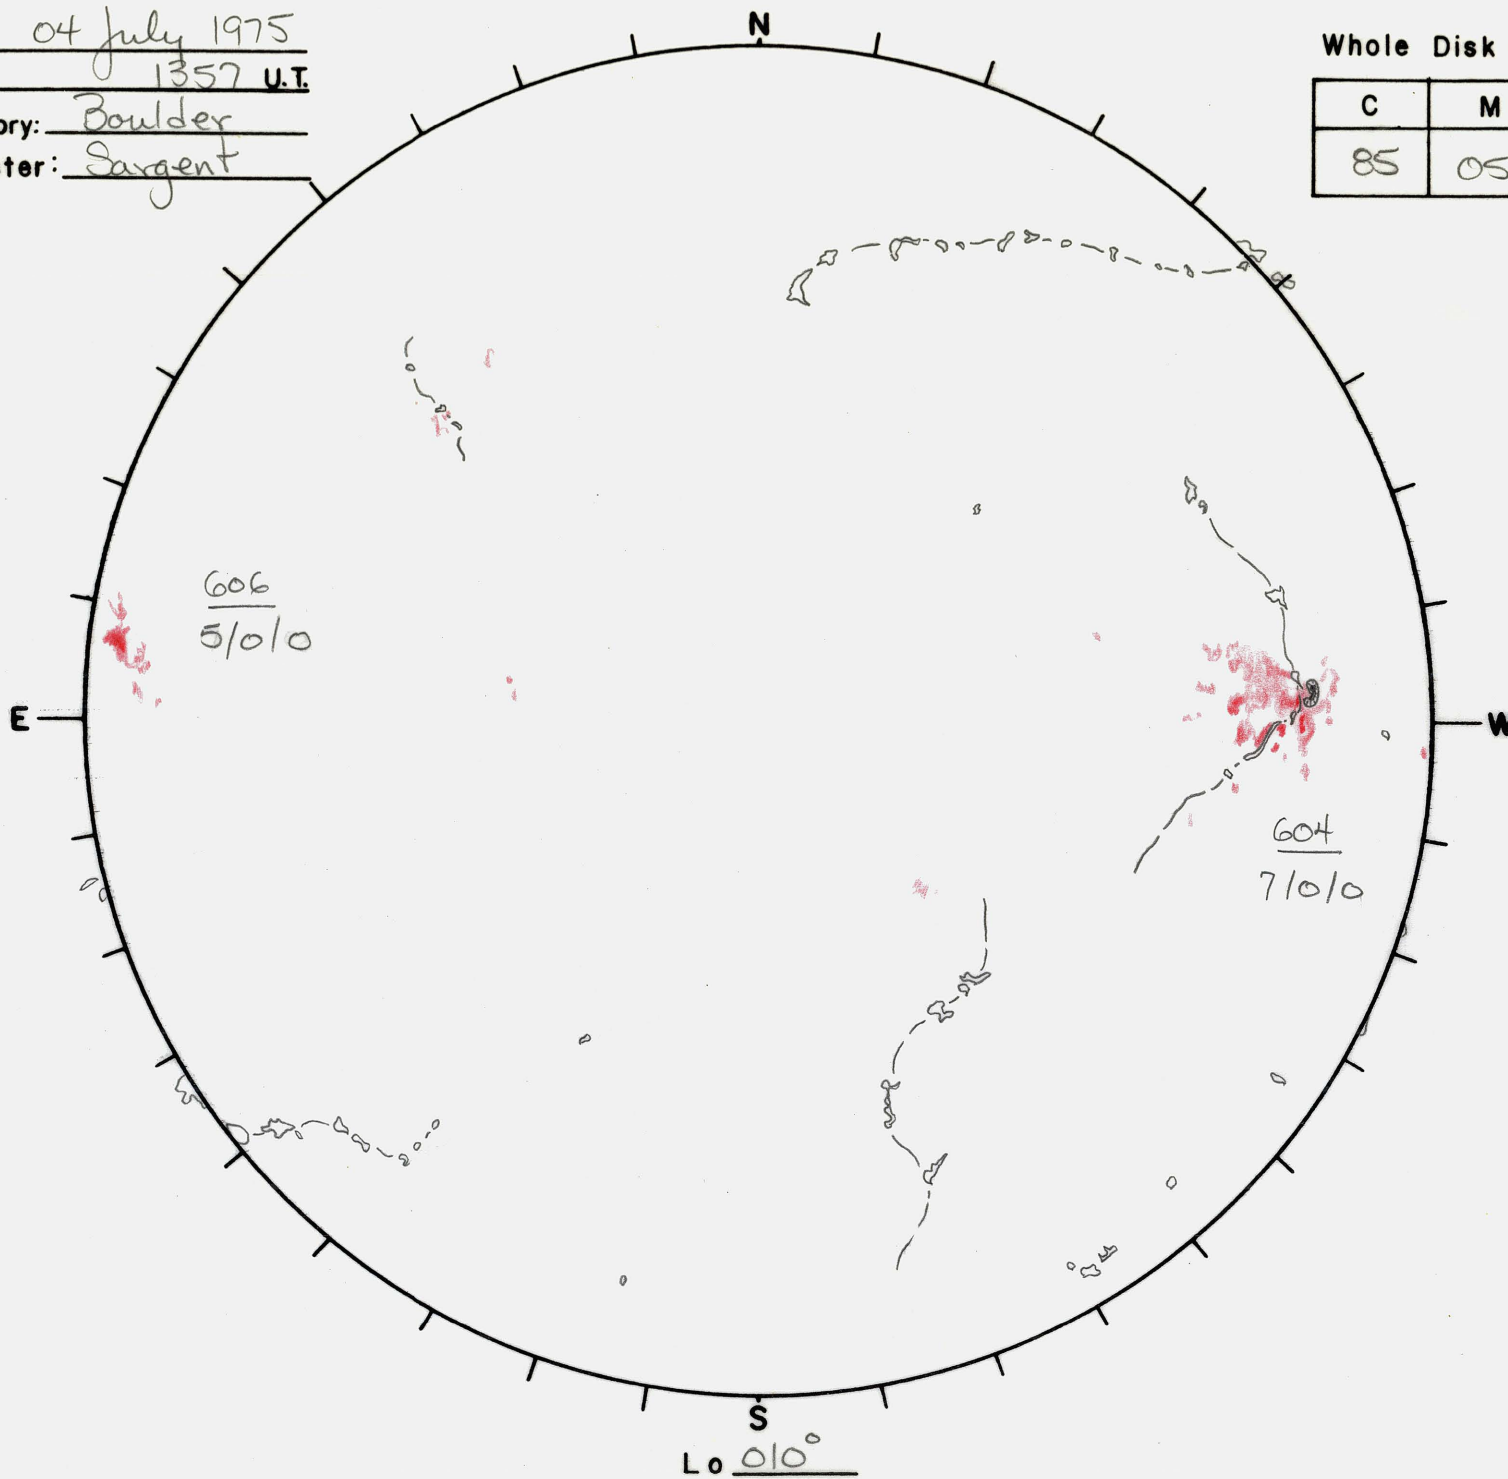 04 July 1975
1357 U.T.
ory: Boulder
ster: Sargent
N
Whole Disk
C M
85 05
606
5/0/0
E
W
604
7/0/0
S
Lo 010°